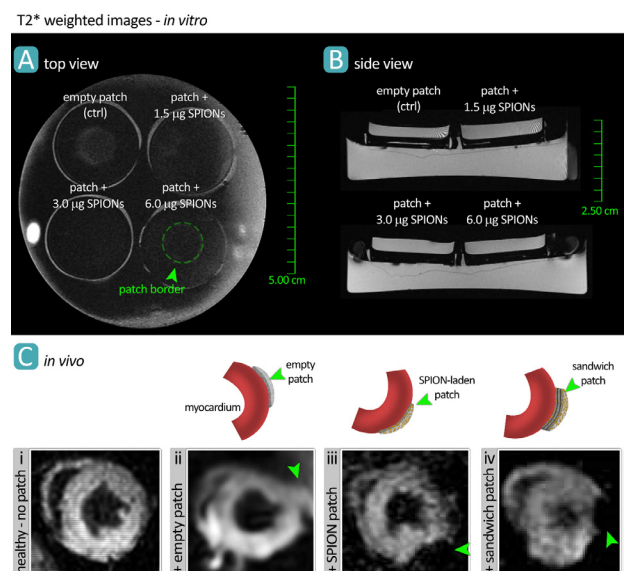 T2* weighted images - in vitro
A top view
B side view
empty patch
(ctrl)
patch +
1.5 µg SPIONs
patch +
3.0 µg SPIONs
patch +
6.0 µg SPIONs
patch border
5.00 cm
empty patch
(ctrl)
patch +
1.5 µg SPIONs
2.50 cm
patch +
3.0 µg SPIONs
patch +
6.0 µg SPIONs
C in vivo
myocardium
empty
patch
SPION-laden
patch
sandwich
patch
i
healthy - no patch
ii
+ empty patch
iii
+ SPION patch
iv
+ sandwich patch